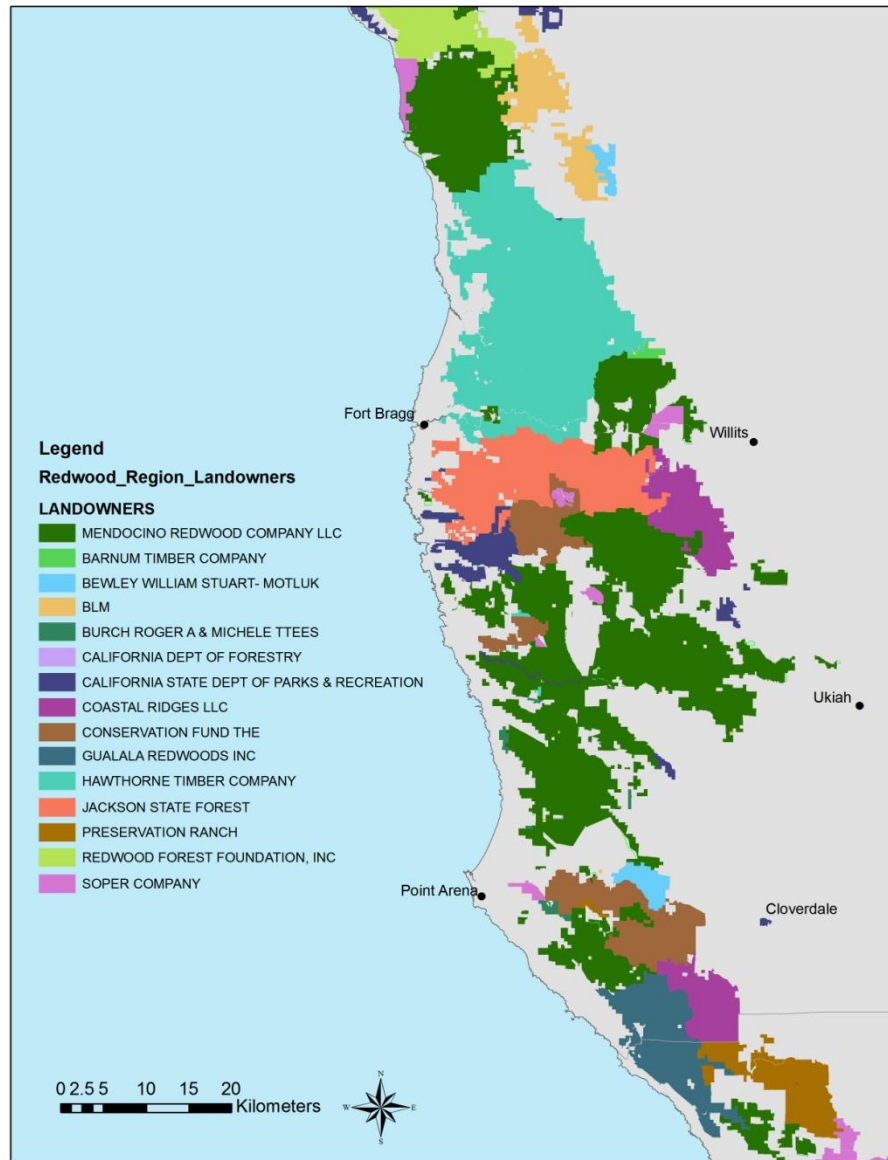 Fort Bragg
Willits
Legend
Redwood_Region_Landowners
LANDOWNERS
MENDOCINO REDWOOD COMPANY LLC
BARNUM TIMBER COMPANY
BEWLEY WILLIAM STUART- MOTLUK
BLM
BURCH ROGER A & MICHELE TTEES
CALIFORNIA DEPT OF FORESTRY
CALIFORNIA STATE DEPT OF PARKS & RECREATION
COASTAL RIDGES LLC
CONSERVATION FUND THE
GUALALA REDWOODS INC
HAWTHORNE TIMBER COMPANY
JACKSON STATE FOREST
PRESERVATION RANCH
REDWOOD FOREST FOUNDATION, INC
SOPER COMPANY
Ukiah
Point Arena
Cloverdale
0 2.5 5 10 15 20
Kilometers
N
W E
S